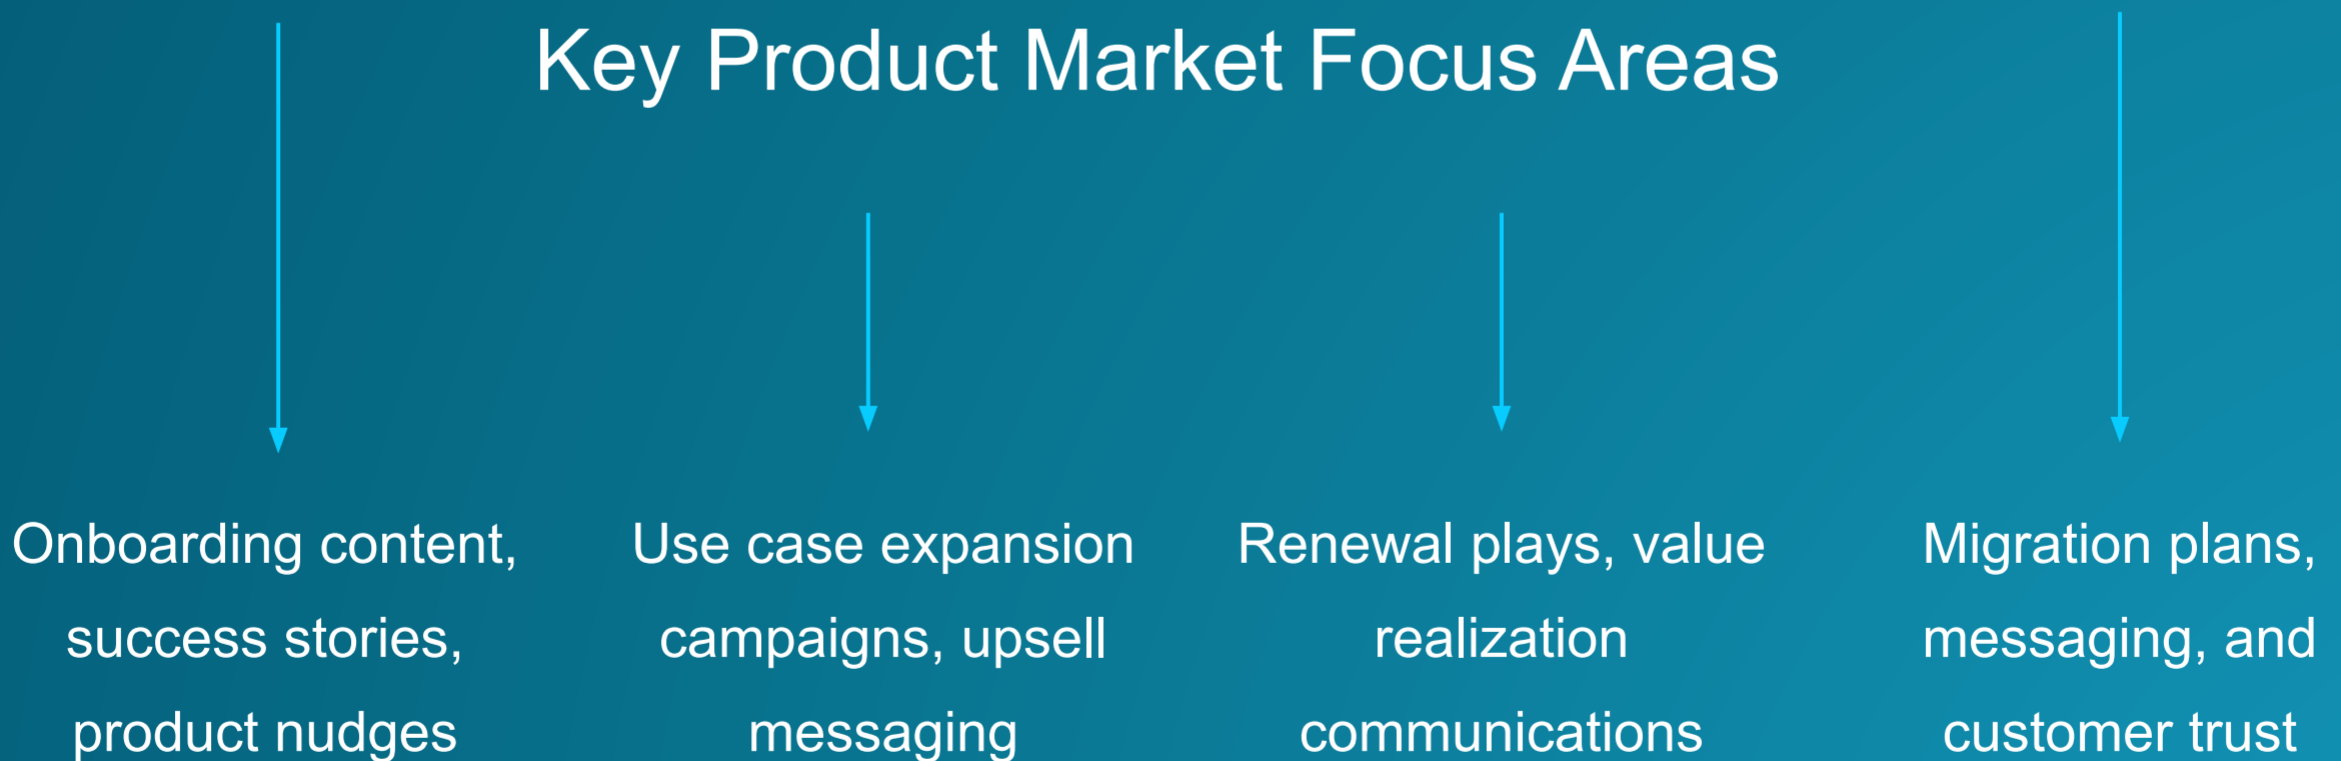 Key Product Market Focus Areas
Onboarding content,
success stories,
product nudges
Use case expansion
campaigns, upsell
messaging
Renewal plays, value
realization
communications
Migration plans,
messaging, and
customer trust